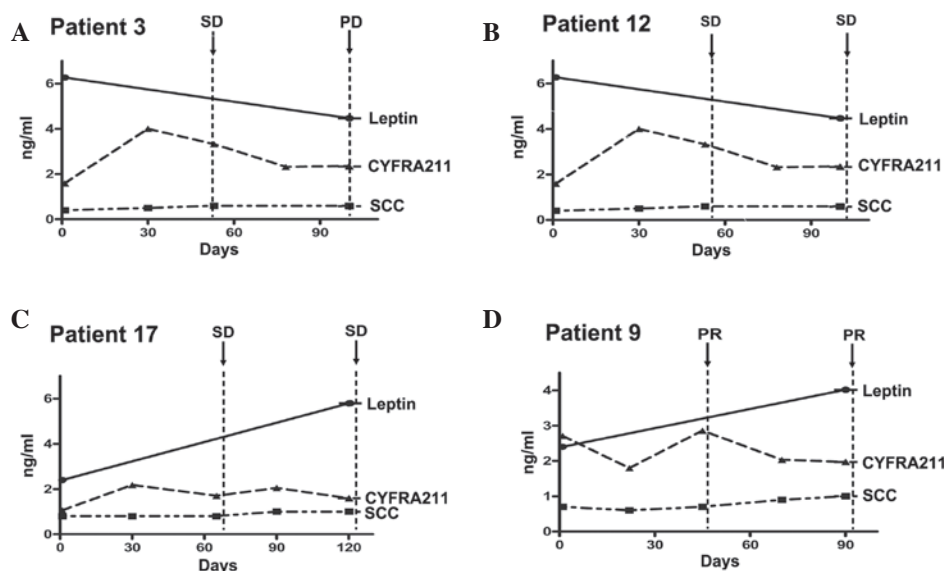 A
Patient 3
SD
PD
6
4
2
0
ng/ml
Leptin
CYFRA211
SCC
0
30
60
90
Days
B
Patient 12
SD
SD
6
4
2
0
ng/ml
Leptin
CYFRA211
SCC
0
30
60
90
Days
C
Patient 17
SD
SD
6
4
2
0
ng/ml
Leptin
CYFRA211
SCC
0
30
60
90
120
Days
D
Patient 9
PR
PR
4
3
2
1
0
ng/ml
Leptin
CYFRA211
SCC
0
30
60
90
Days